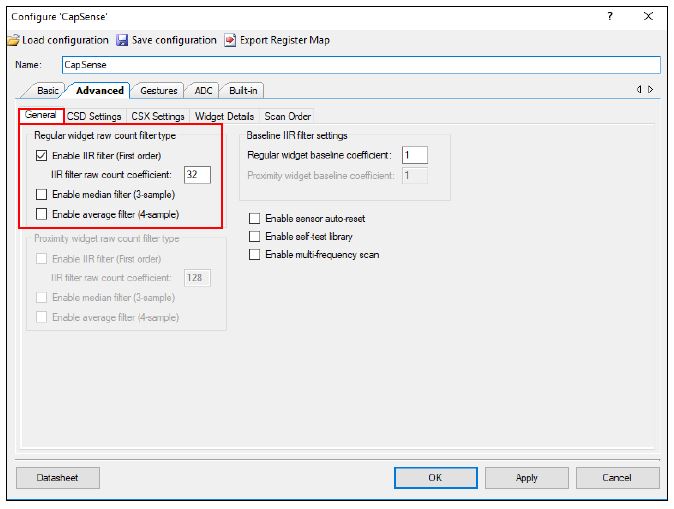 Configure 'CapSense'
? X
Load configuration Save configuration Export Register Map
Name: CapSense
Basic Advanced Gestures ADC Built-in
General CSD Settings CSX Settings Widget Details Scan Order
Regular widget raw count filter type
Enable IIR filter (First order)
IIR filter raw count coefficient: 32
Enable median filter (3-sample)
Enable average filter (4-sample)
Proximity widget raw count filter type
Enable IIR filter (First order)
IIR filter raw count coefficient: 128
Enable median filter (3-sample)
Enable average filter (4-sample)
Baseline IIR filter settings
Regular widget baseline coefficient: 1
Proximity widget baseline coefficient: 1
Enable sensor auto-reset
Enable self-test library
Enable multi-frequency scan
Datasheet OK Apply Cancel